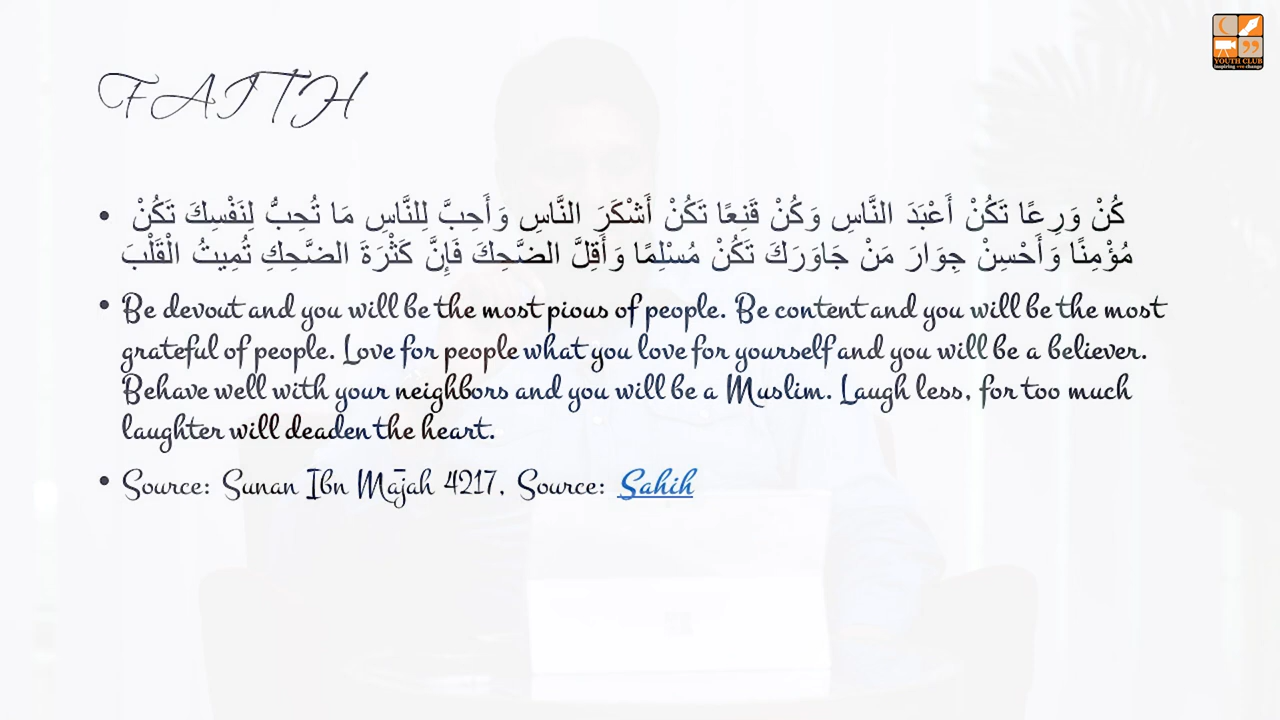 FAITH
YOUTH CLUB
• كُنْ وَرِعًا تَكُنْ أَعْبَدَ النَّاسِ وَكُنْ قَنِعًا تَكُنْ أَشْكَرَ النَّاسِ وَأَحِبَّ لِلنَّاسِ مَا تُحِبُّ لِنَفْسِكَ تَكُنْ
مُؤْمِنًا وَأَحْسِنْ جِوَارَ مَنْ جَاوَرَكَ تَكُنْ مُسْلِمًا وَأَقِلَّ الضَّحِكَ فَإِنَّ كَثْرَةَ الضَّحِكِ تُمِيتُ الْقَلْبَ
• Be devout and you will be the most pious of people. Be content and you will be the most
grateful of people. Love for people what you love for yourself and you will be a believer.
Behave well with your neighbors and you will be a Muslim. Laugh less, for too much
laughter will deaden the heart.
• Source: Sunan Ibn Mājah 4217, Source: Sahih